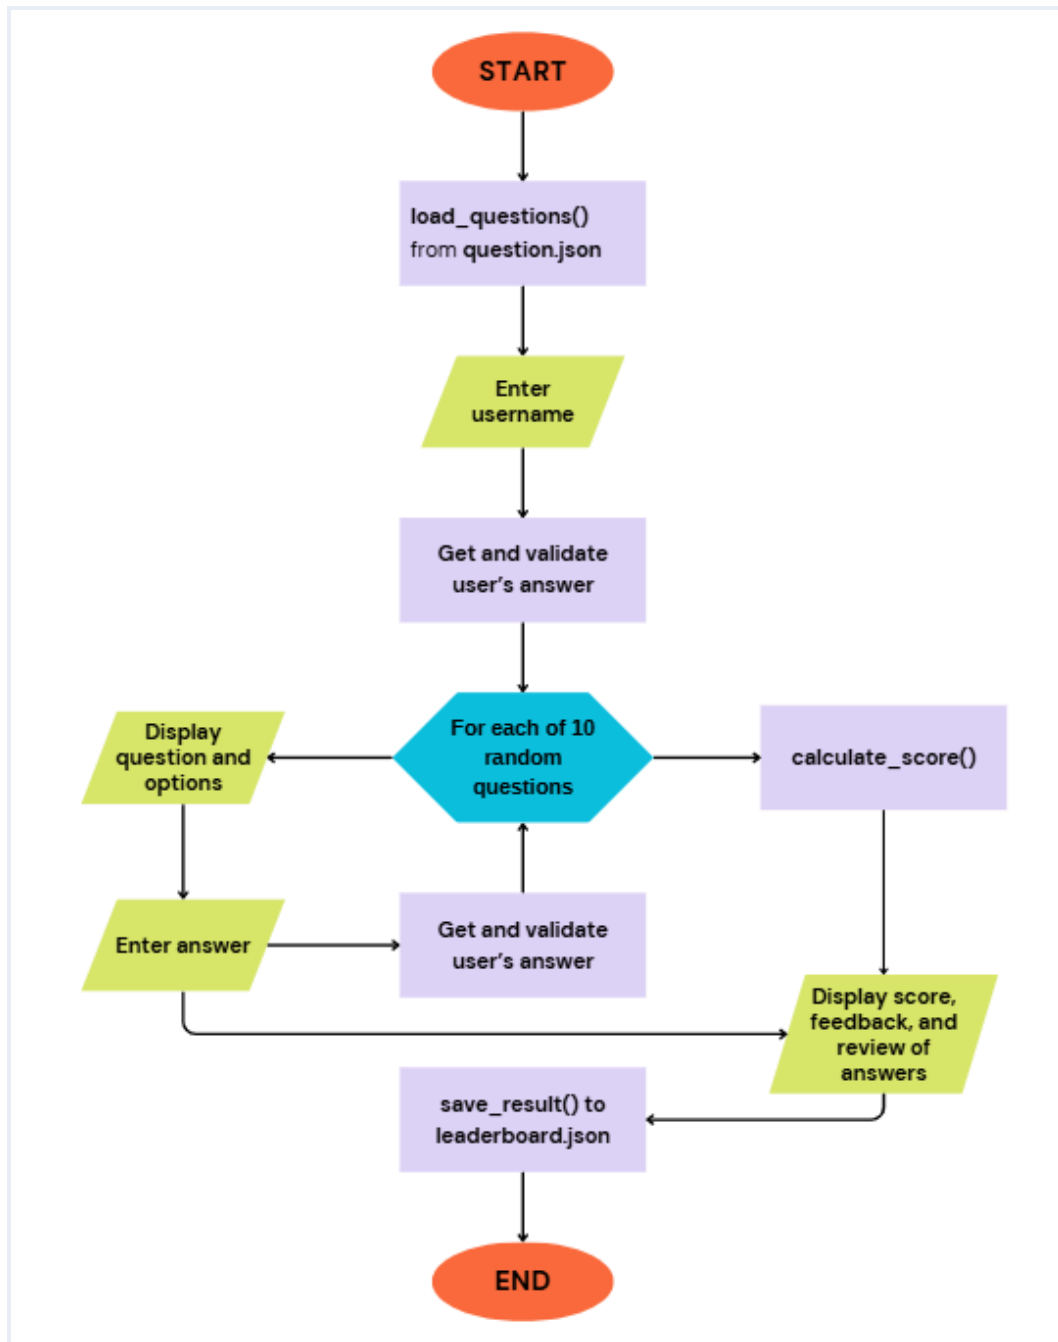 START
load_questions()
from question.json
Enter
username
Get and validate
user’s answer
For each of 10
random
questions
Display
question and
options
calculate_score()
Enter answer
Get and validate
user’s answer
Display score,
feedback, and
review of
answers
save_result() to
leaderboard.json
END